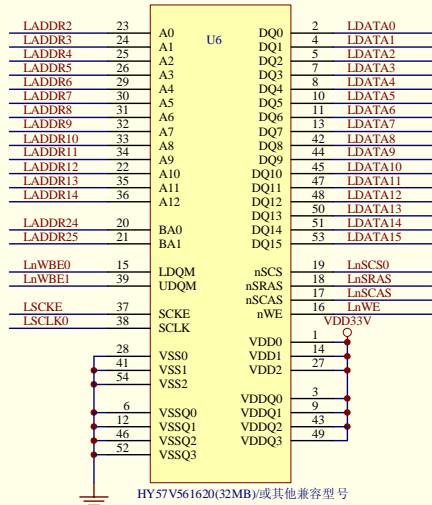 LADDR2 23 A0 U6 DQ0 2 LDATA0
LADDR3 24 A1 DQ1 4 LDATA1
LADDR4 25 A2 DQ2 5 LDATA2
LADDR5 26 A3 DQ3 7 LDATA3
LADDR6 29 A4 DQ4 8 LDATA4
LADDR7 30 A5 DQ5 10 LDATA5
LADDR8 31 A6 DQ6 11 LDATA6
LADDR9 32 A7 DQ7 13 LDATA7
LADDR10 33 A8 DQ8 42 LDATA8
LADDR11 34 A9 DQ9 44 LDATA9
LADDR12 22 A10 DQ10 45 LDATA10
LADDR13 35 A11 DQ11 47 LDATA11
LADDR14 36 A12 DQ12 48 LDATA12
DQ13 50 LDATA13
LADDR24 20 BA0 DQ14 51 LDATA14
LADDR25 21 BA1 DQ15 53 LDATA15
LnWBE0 15 LDQM nSCS 19 LnSCS0
LnWBE1 39 UDQM nSRAS 18 LnSRAS
nSCAS 17 LnSCAS
LSCKE 37 SCKE nWE 16 LnWE
LSCLK0 38 SCLK VDD33V
VDD0 1
28 VSS0 VDD1 14
41 VSS1 VDD2 27
54 VSS2
VDDQ0 3
6 VSSQ0 VDDQ1 9
12 VSSQ1 VDDQ2 43
46 VSSQ2 VDDQ3 49
52 VSSQ3
HY57V561620(32MB)/或其他兼容型号